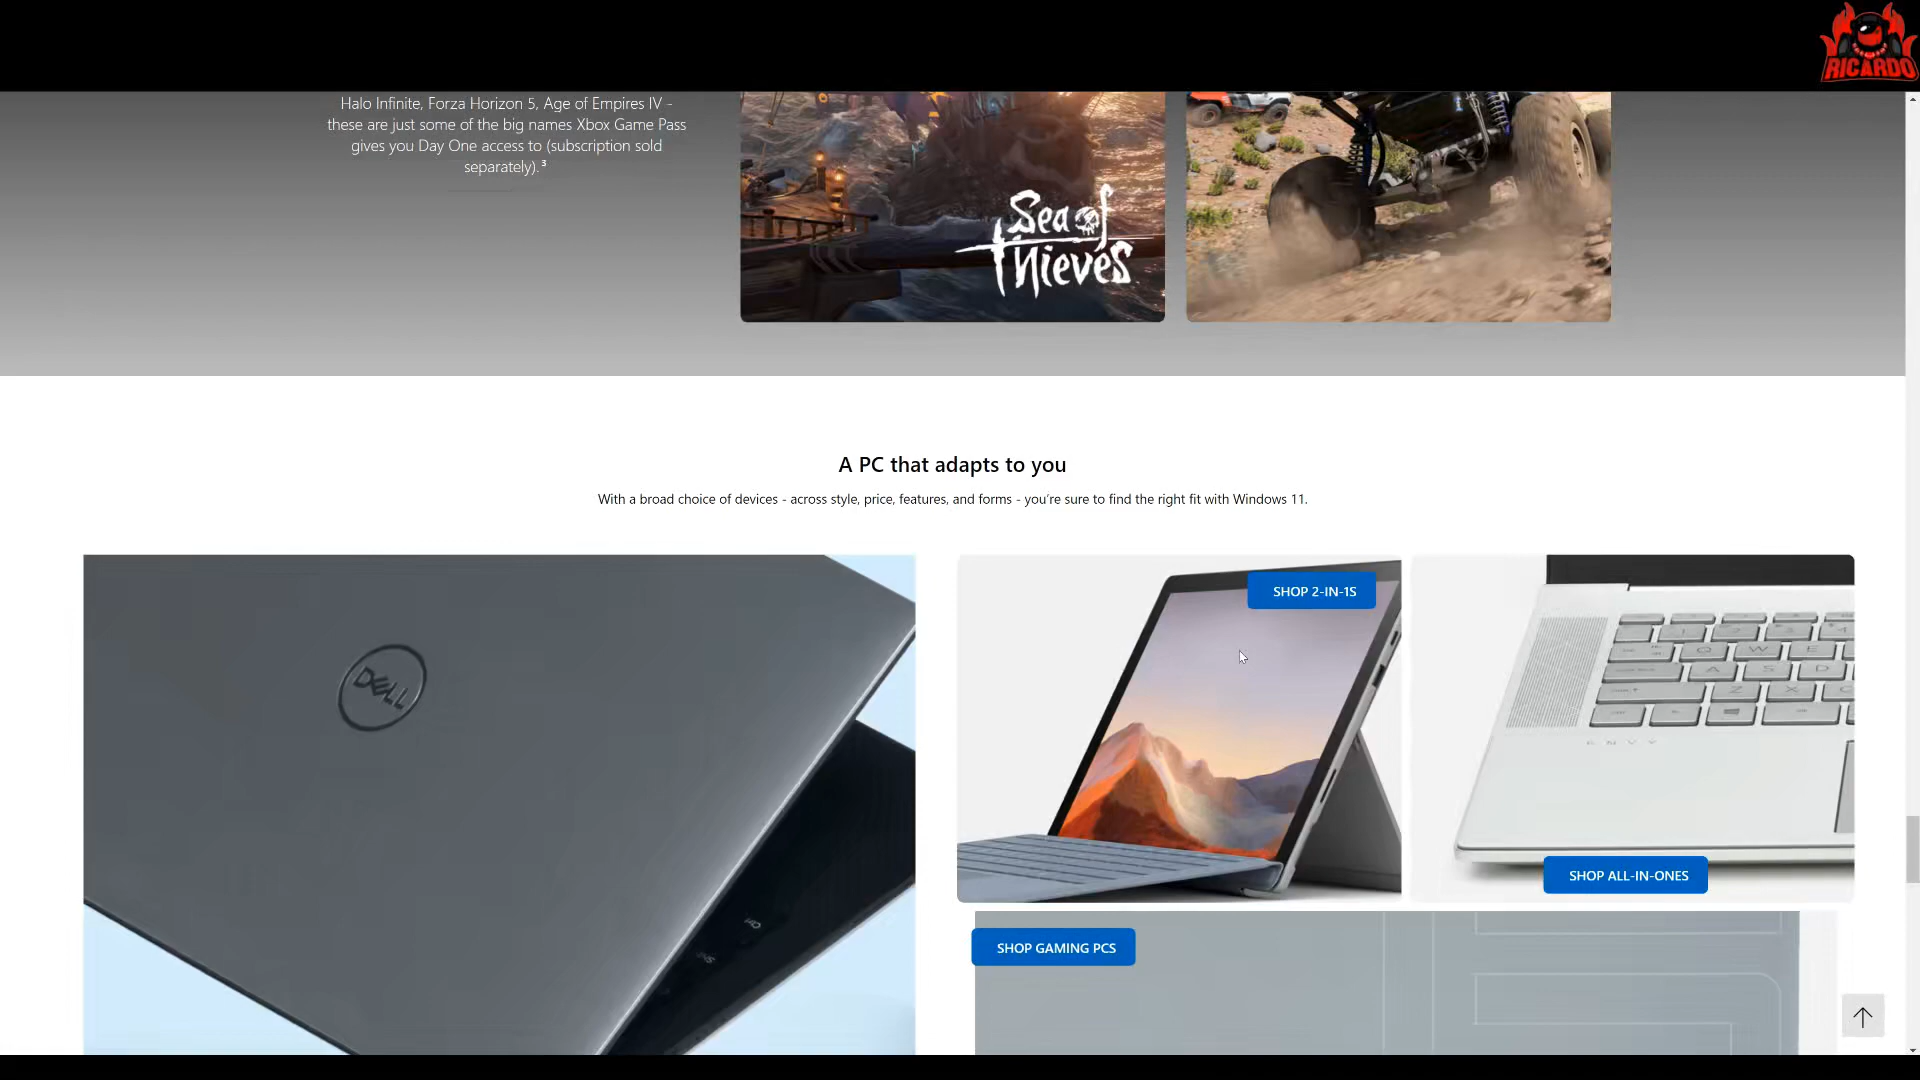 RICARDO
Halo Infinite, Forza Horizon 5, Age of Empires IV -
these are just some of the big names Xbox Game Pass
gives you Day One access to (subscription sold
separately).³
Sea of
Thieves
A PC that adapts to you
With a broad choice of devices - across style, price, features, and forms - you’re sure to find the right fit with Windows 11.
DELL
SHOP 2-IN-1S
Q W E
A S D
Z X C
ENVY
SHOP ALL-IN-ONES
SHOP GAMING PCS